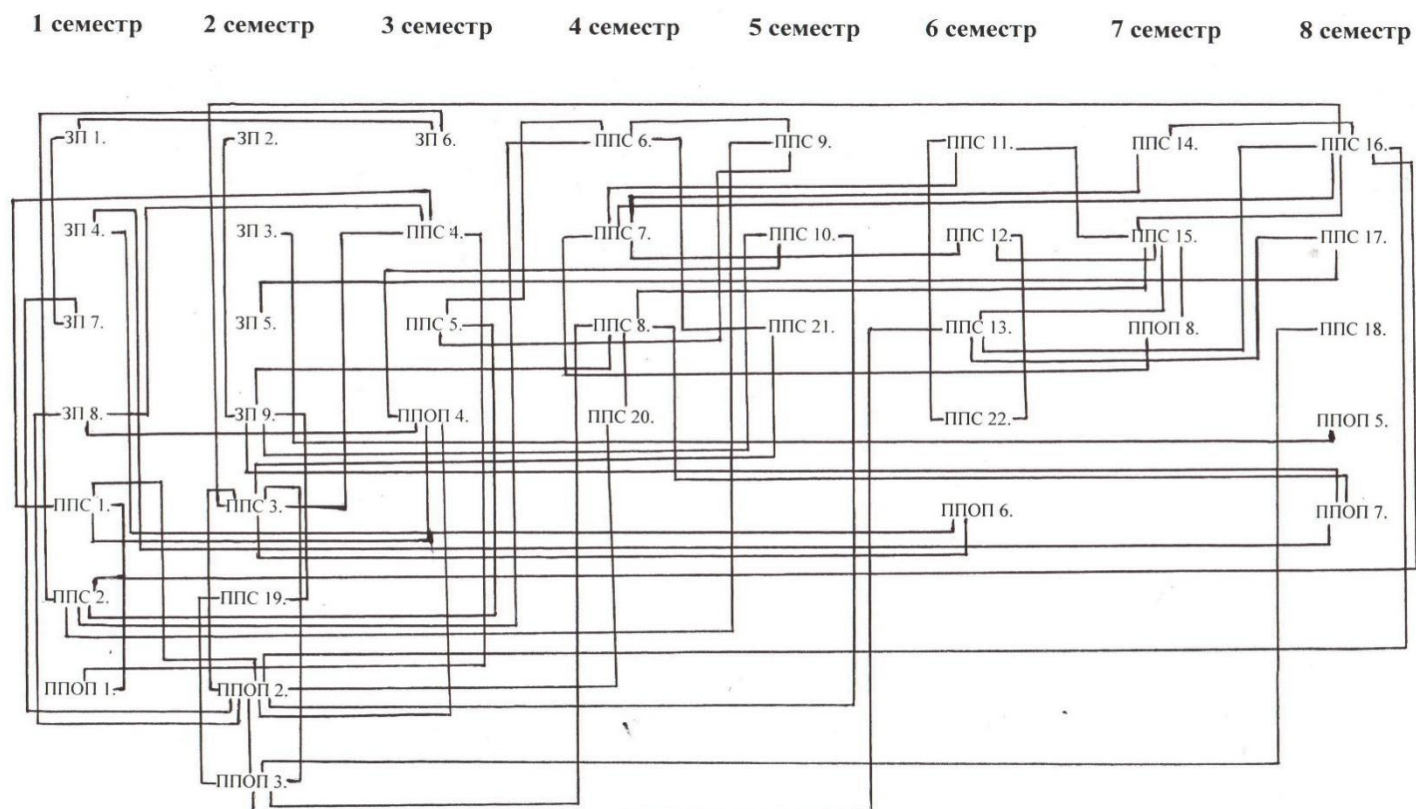 1 семестр 2 семестр 3 семестр 4 семестр 5 семестр 6 семестр 7 семестр 8 семестр
ЗП 1. ЗП 2. ЗП 6. ППС 6. ППС 9. ППС 11. ППС 14. ППС 16.
ЗП 4. ЗП 3. ППС 4. ППС 7. ППС 10. ППС 12. ППС 15. ППС 17.
ЗП 7. ЗП 5. ППС 5. ППС 8. ППС 21. ППС 13. ППОП 8. ППС 18.
ЗП 8. ЗП 9. ППОП 4. ППС 20. ППС 22. ППОП 5.
ППС 1. ППС 3. ППОП 6. ППОП 7.
ППС 2. ППС 19.
ППОП 1. ППОП 2.
ППОП 3.